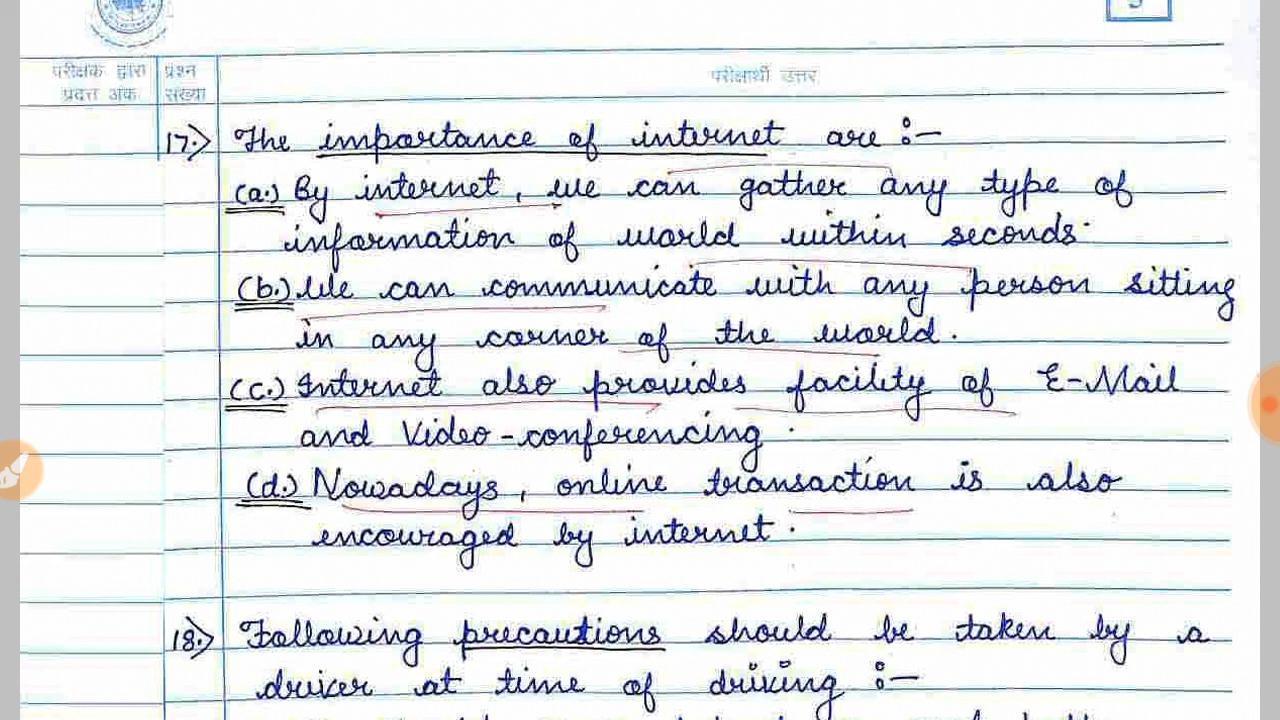 परीक्षक द्वारा
प्रदत्त अंक
प्रश्न
संख्या
परीक्षार्थी उत्तर
17.) The importance of internet are :-
(a.) By internet, we can gather any type of
information of world within seconds.
(b.) We can communicate with any person sitting
in any corner of the world.
(c.) Internet also provides facility of E-Mail
and Video-conferencing.
(d.) Nowadays, online transaction is also
encouraged by internet.
18.) Following precautions should be taken by a
driver at time of driving :-